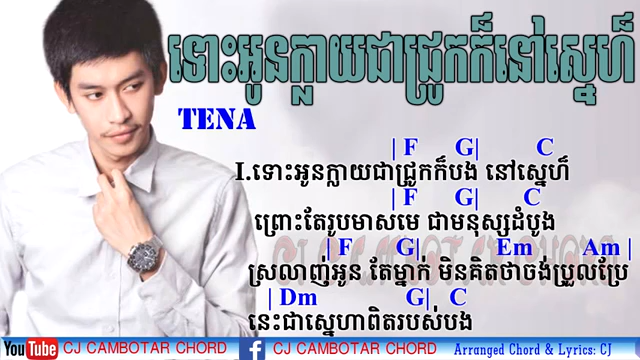 ទោះអូនក្លាយជាជ្រូកក៏នៅស្នេហ៍
TENA
| F G| C
I.ទោះអូនក្លាយជាជ្រូកក៏បង នៅស្នេហ៍
| F G| C
ព្រោះតែរូបមាសមេ ជាមនុស្សដំបូង
| F G| Em Am |
ស្រលាញ់អូន តែម្នាក់ មិនគិតថាចង់ប្រួលប្រែ
| Dm G| C
នេះជាស្នេហាពិតរបស់បង
CJ CAMBOTAR CHORD
YouTube CJ CAMBOTAR CHORD f CJ CAMBOTAR CHORD Arranged Chord & Lyrics: CJ